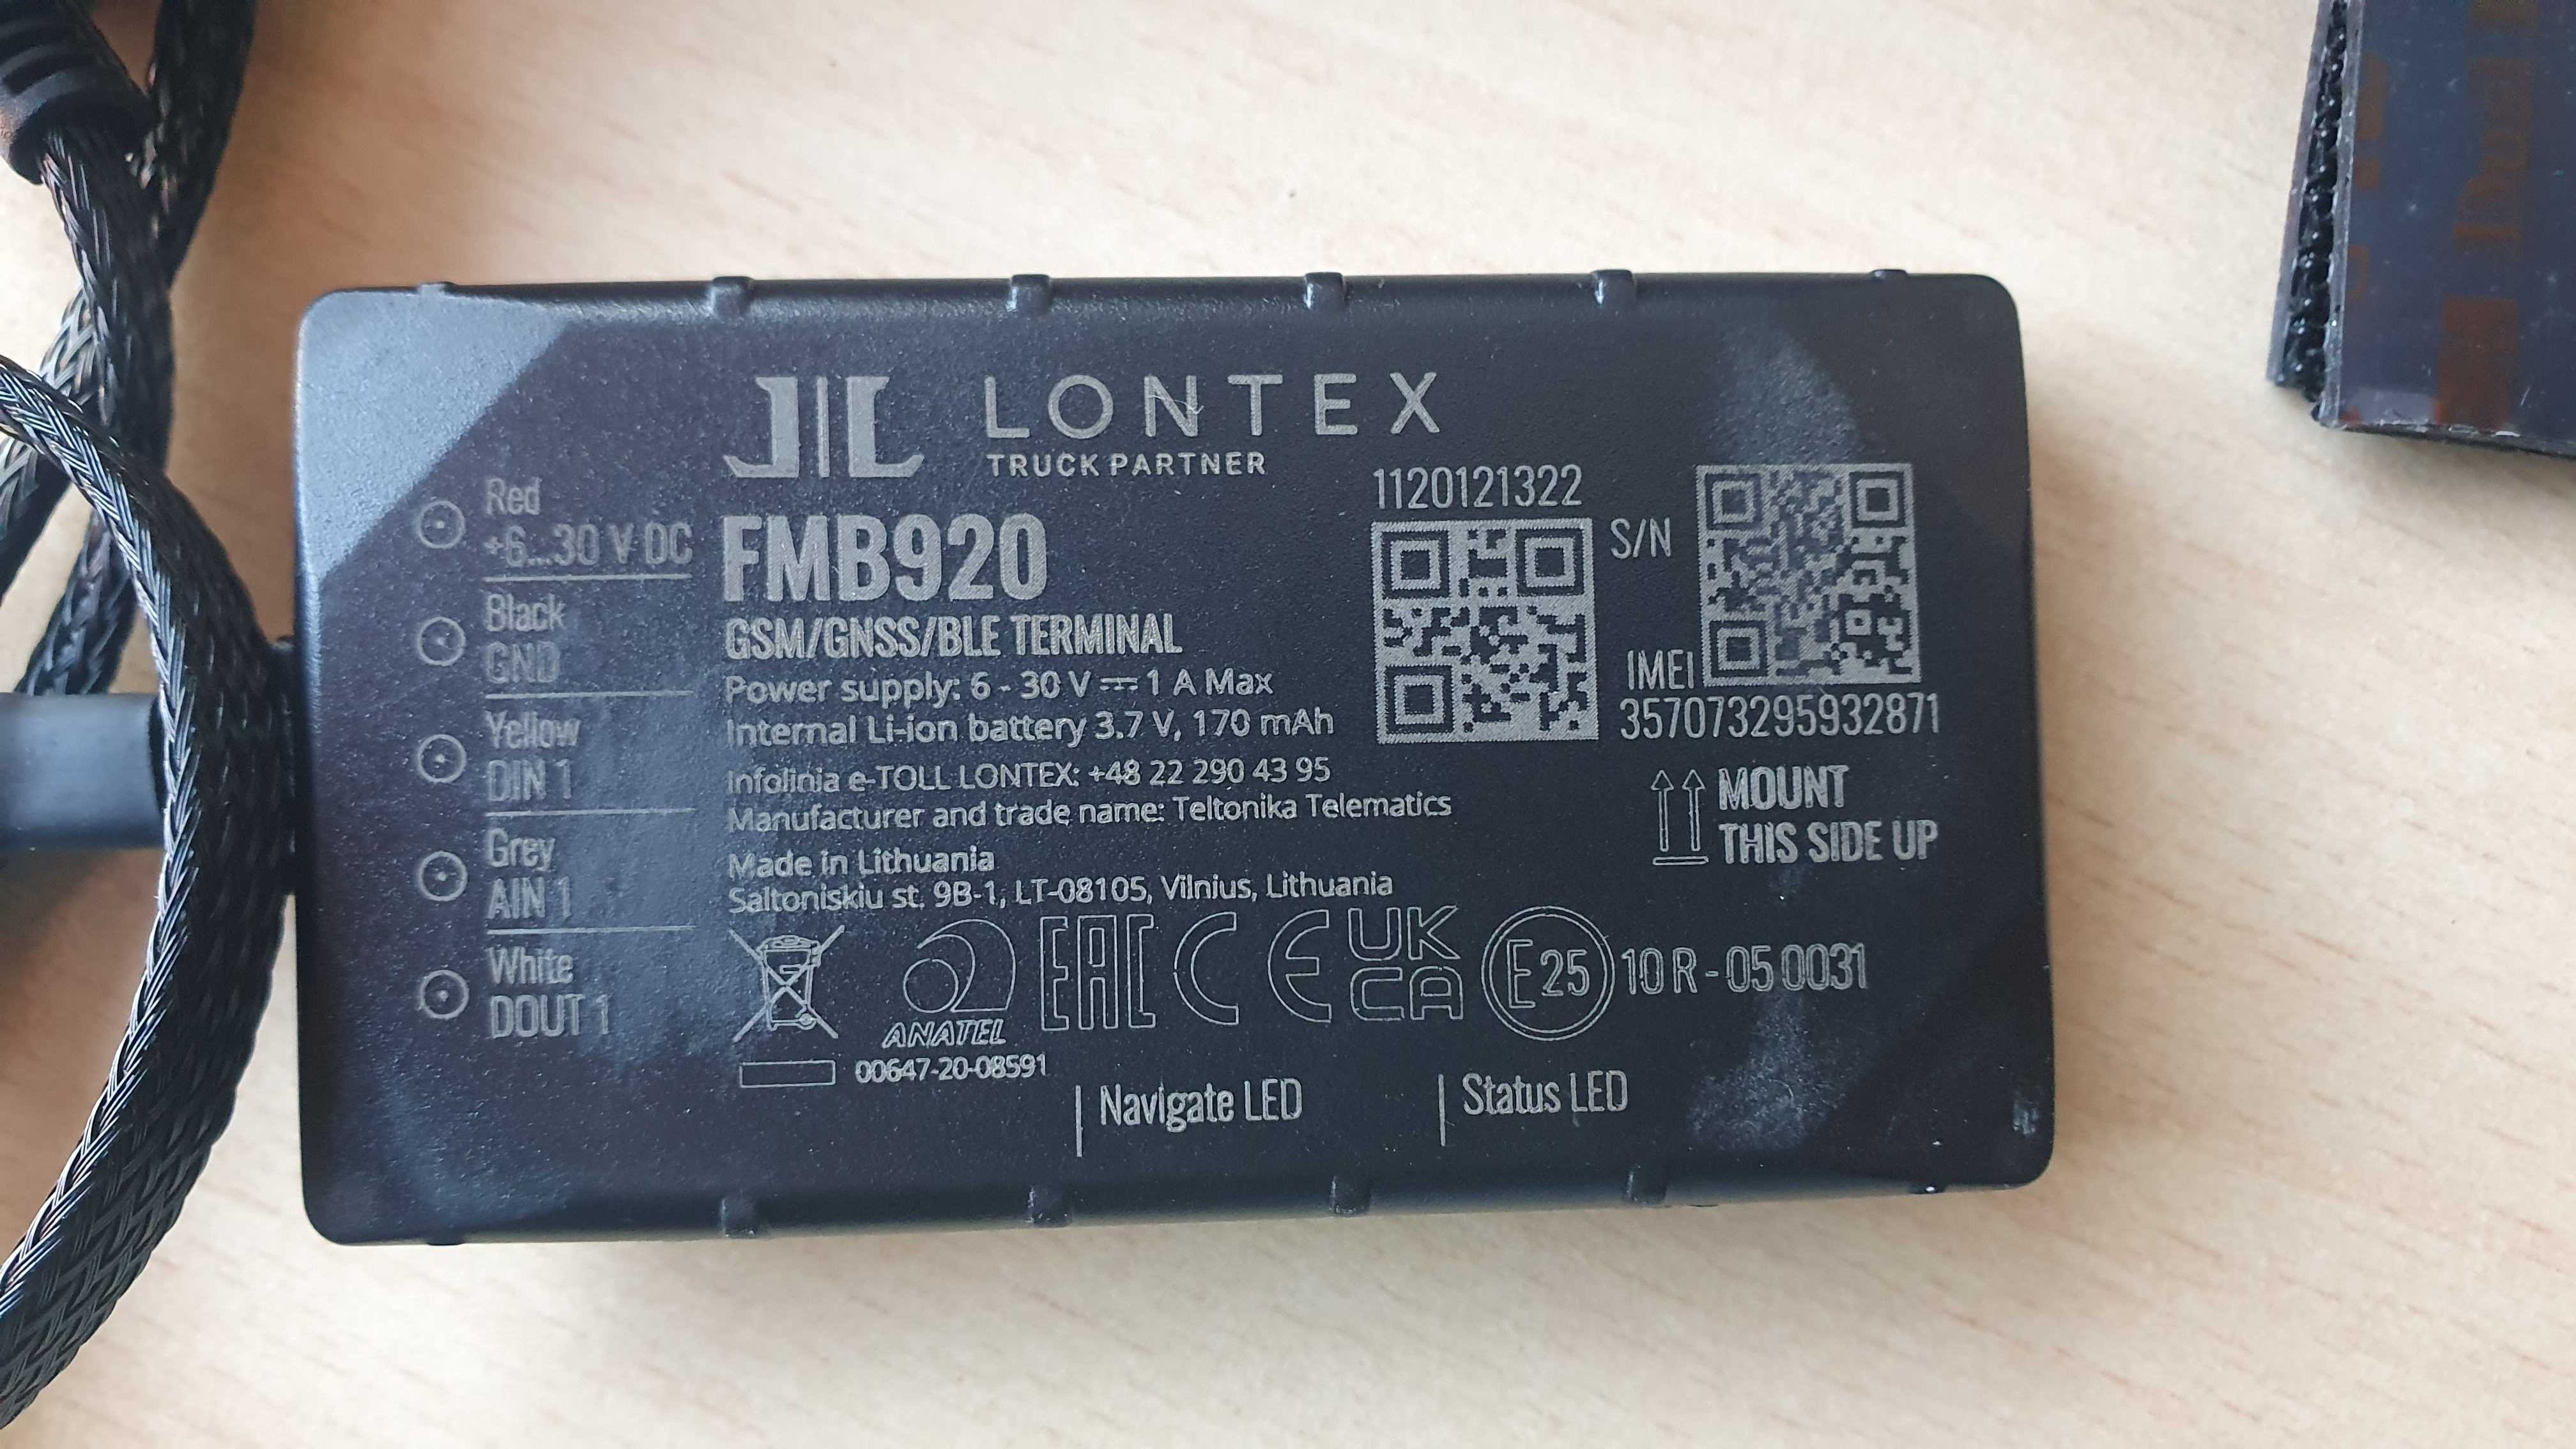 LONTEX
TRUCK PARTNER
Red
+6...30 V DC
Black
GND
Yellow
DIN 1
Grey
AIN 1
White
DOUT 1
FMB920
GSM/GNSS/BLE TERMINAL
Power supply: 6 - 30 V ⎓ 1 A Max
Internal Li-ion battery 3.7 V, 170 mAh
Infolinia e-TOLL LONTEX: +48 22 290 43 95
Manufacturer and trade name: Teltonika Telematics
Made in Lithuania
Saltoniskiu st. 9B-1, LT-08105, Vilnius, Lithuania
1120121322
S/N
IMEI
357073295932871
MOUNT
THIS SIDE UP
ANATEL
00647-20-08591
EAC
CE
UK
CA
E25 10 R - 05 0031
Navigate LED
Status LED